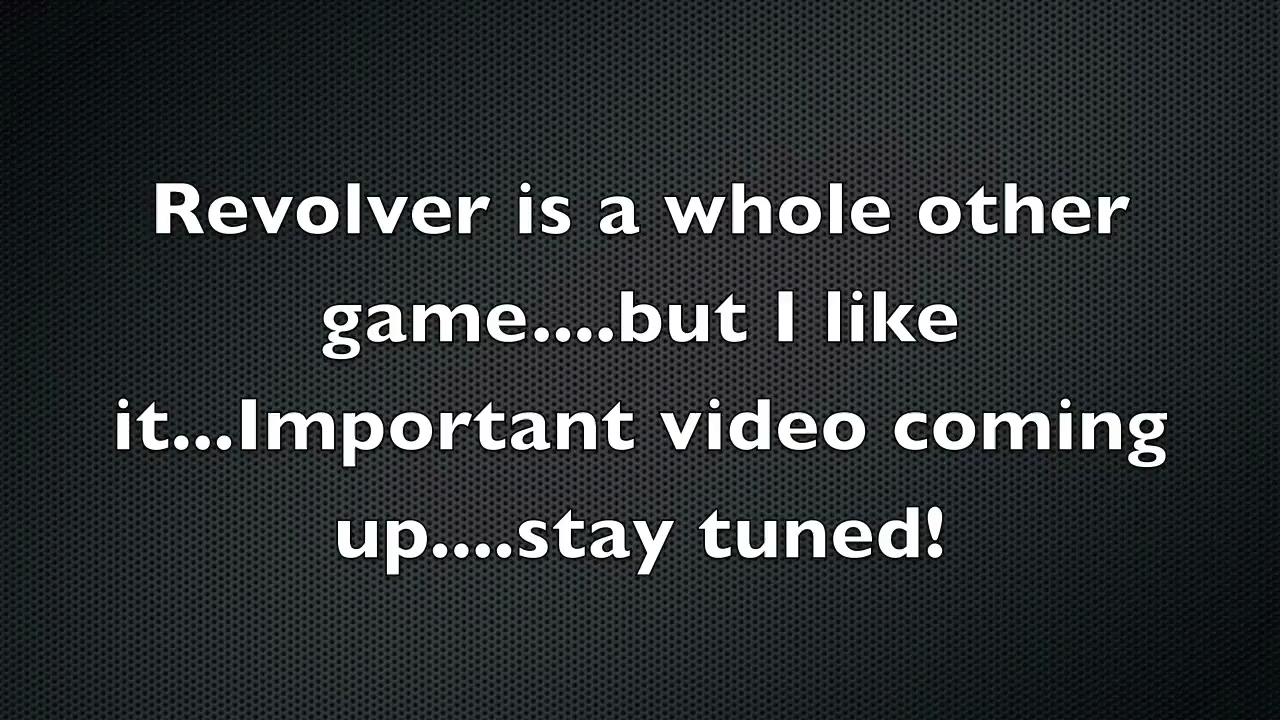 Revolver is a whole other
game....but I like
it...Important video coming
up....stay tuned!